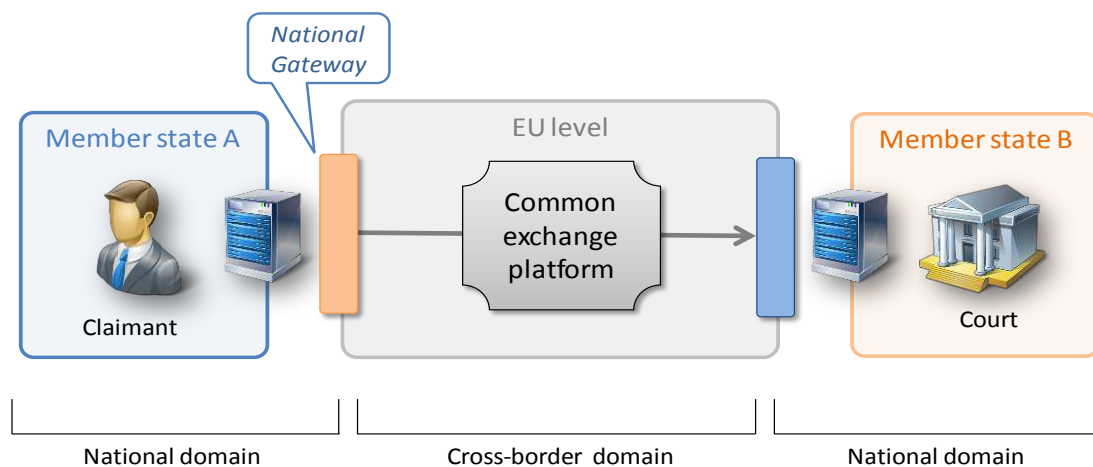 National
Gateway
Member state A
EU level
Member state B
Common
exchange
platform
Claimant
Court
National domain
Cross-border domain
National domain